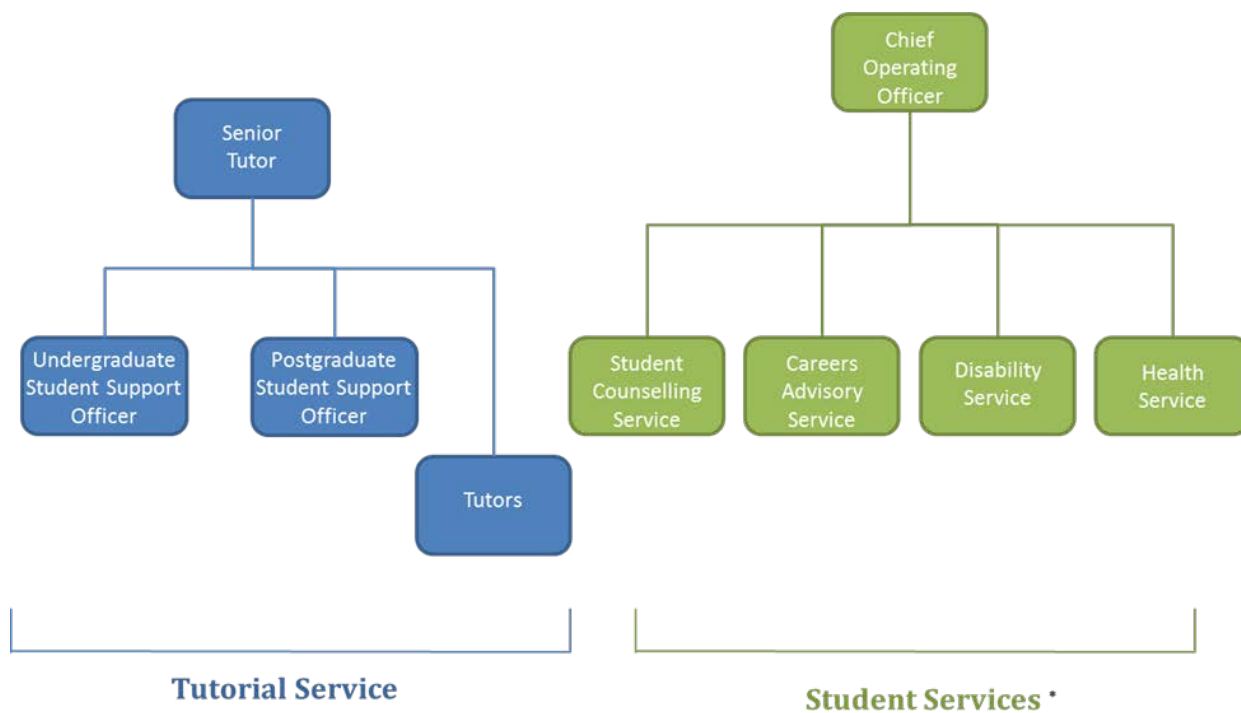 Chief
Operating
Officer
Senior
Tutor
Undergraduate
Student Support
Officer
Postgraduate
Student Support
Officer
Student
Counselling
Service
Careers
Advisory
Service
Disability
Service
Health
Service
Tutors
Tutorial Service
Student Services *